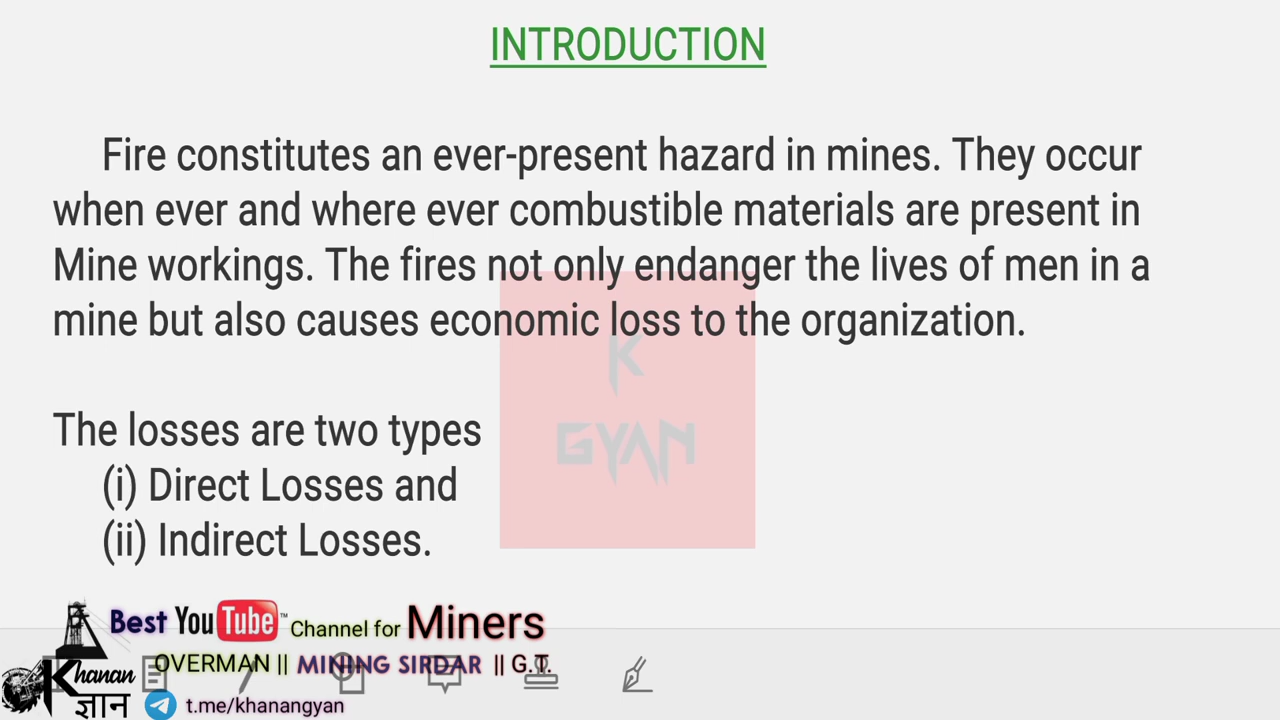 INTRODUCTION
Fire constitutes an ever-present hazard in mines. They occur
when ever and where ever combustible materials are present in
Mine workings. The fires not only endanger the lives of men in a
mine but also causes economic loss to the organization.
K
GYAN
The losses are two types
(i) Direct Losses and
(ii) Indirect Losses.
Best YouTube™ Channel for Miners
OVERMAN || MINING SIRDAR || G.T.
Khanan
ज्ञान
t.me/khanangyan